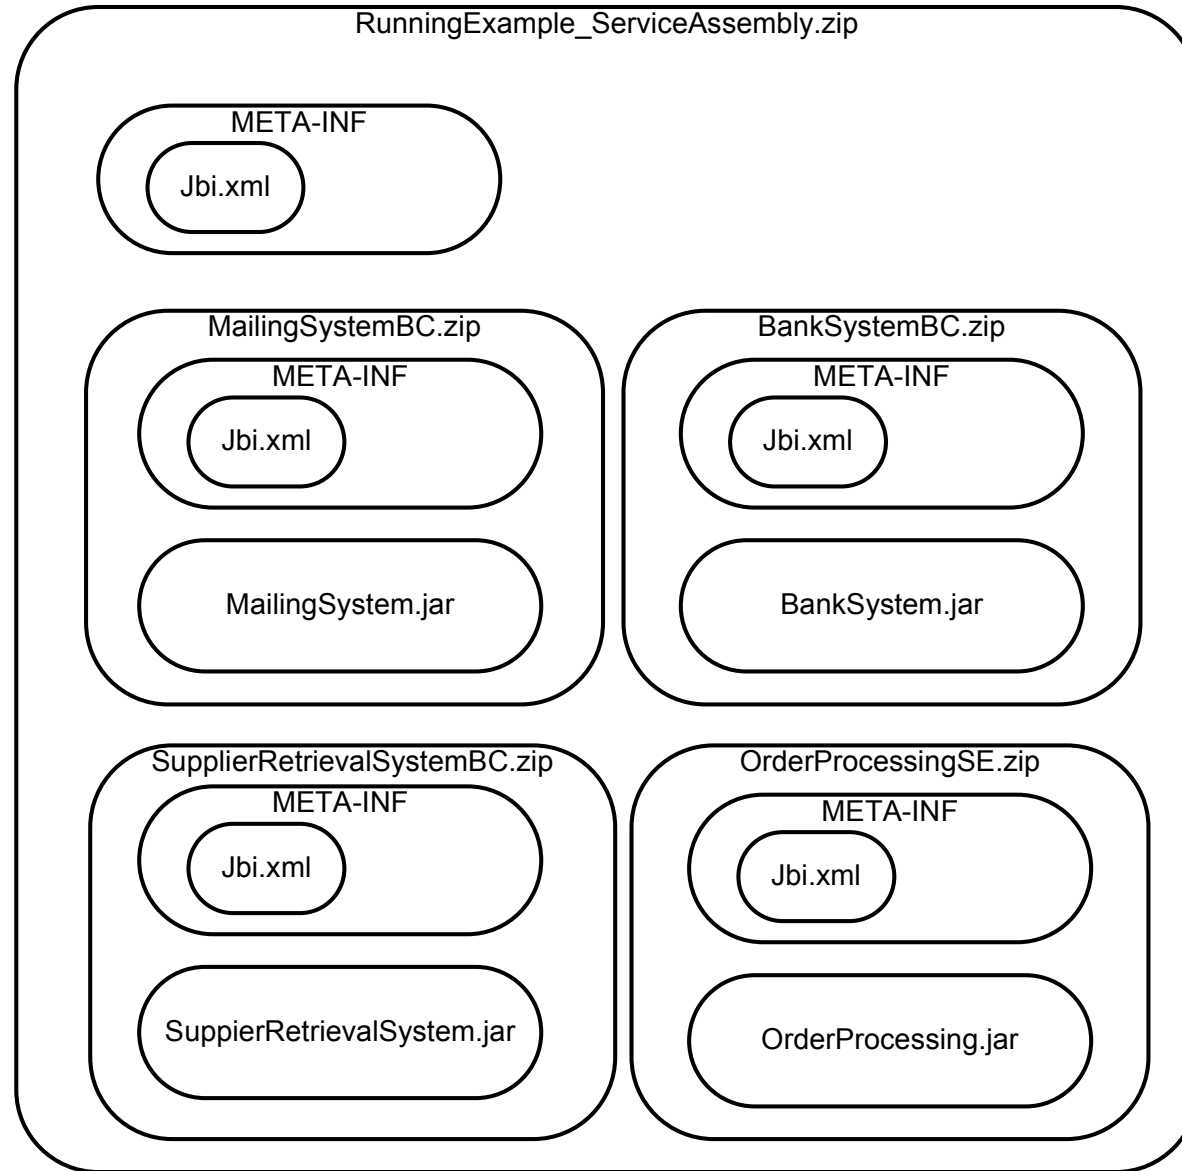 RunningExample_ServiceAssembly.zip
META-INF
Jbi.xml
MailingSystemBC.zip
META-INF
Jbi.xml
MailingSystem.jar
BankSystemBC.zip
META-INF
Jbi.xml
BankSystem.jar
SupplierRetrievalSystemBC.zip
META-INF
Jbi.xml
SuppierRetrievalSystem.jar
OrderProcessingSE.zip
META-INF
Jbi.xml
OrderProcessing.jar